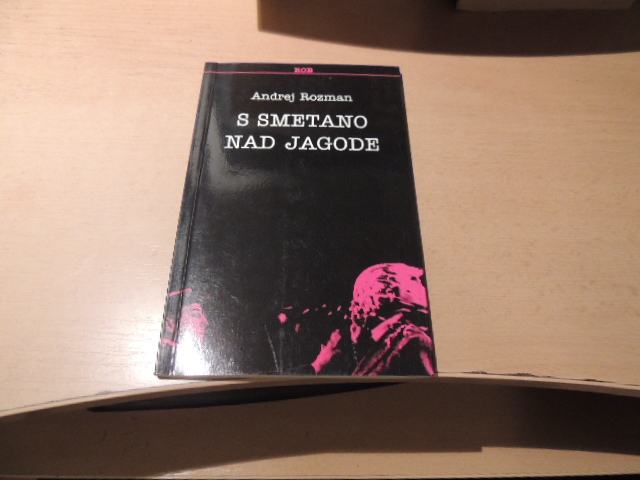 ROB
Andrej Rozman
S SMETANO
NAD JAGODE